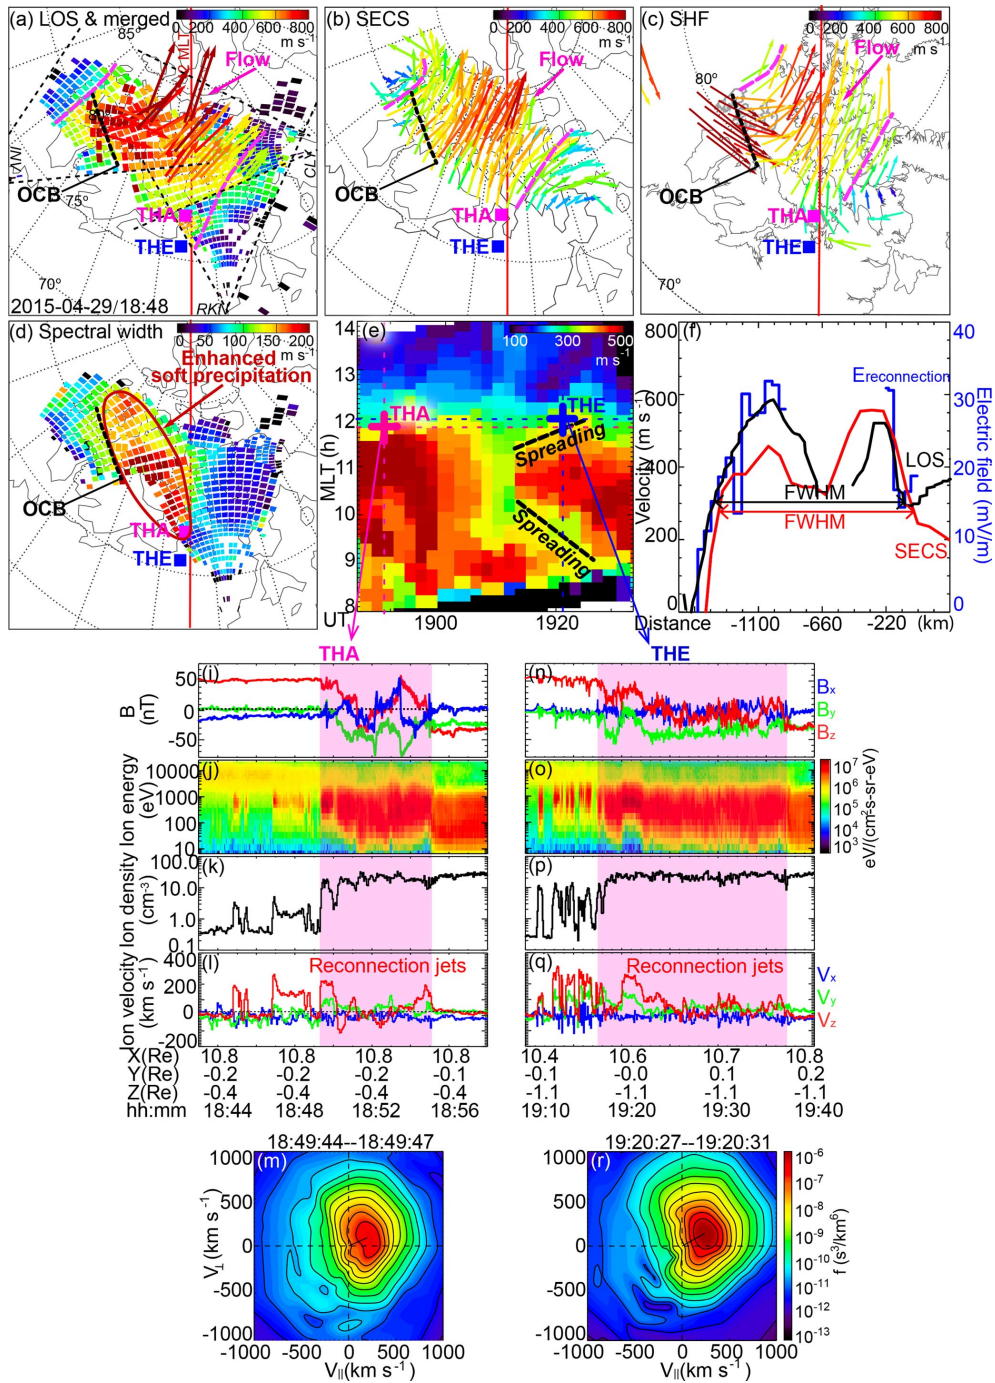 (a) LOS & merged
0 200 400 600 800
m s⁻¹
85°
12 MLT
Flow
80°
INV
CLY
OCB
75°
THA
THE
70°
2015-04-29/18:48
RKN
(b) SECS
0 200 400 600 800
m s⁻¹
Flow
OCB
THA
THE
(c) SHF
0 200 400 600 800
m s⁻¹
Flow
80°
OCB
THA
THE
70°
(d) Spectral width
0 50 100 150 200
m s⁻¹
Enhanced
soft precipitation
OCB
THA
THE
(e)
100 300 500
m s⁻¹
14
13
12
11
10
9
8
MLT (h)
THA
THE
Spreading
Spreading
UT
1900
1920
(f)
800
600
400
200
0
Velocity (m s⁻¹)
40
30
20
10
0
Electric field (mV/m)
Ereconnection
LOS
FWHM
FWHM
SECS
Distance -1100 -660 -220 (km)
THA
THE
(i)
50
0
-50
B
(nT)
(n)
Bx
By
Bz
(j)
10000
1000
100
10
Ion energy
(eV)
(o)
10⁷
10⁶
10⁵
10⁴
10³
eV/(cm²-s-sr-eV)
(k)
100.0
10.0
1.0
0.1
Ion density
(cm⁻³)
(p)
(l)
400
200
0
-200
Ion velocity
(km s⁻¹)
Reconnection jets
(q)
Reconnection jets
Vx
Vy
Vz
X(Re) 10.8 10.8 10.8 10.8 10.4 10.6 10.7 10.8
Y(Re) -0.2 -0.2 -0.2 -0.1 -0.1 -0.0 0.1 0.2
Z(Re) -0.4 -0.4 -0.4 -0.4 -1.1 -1.1 -1.1 -1.1
hh:mm 18:44 18:48 18:52 18:56 19:10 19:20 19:30 19:40
18:49:44--18:49:47
(m)
1000
500
0
-500
-1000
V⊥(km s⁻¹)
-1000 -500 0 500 1000
V||(km s⁻¹)
19:20:27--19:20:31
(r)
1000
500
0
-500
-1000
-1000 -500 0 500 1000
V||(km s⁻¹)
10⁻⁶
10⁻⁷
10⁻⁸
10⁻⁹
10⁻¹⁰
10⁻¹¹
10⁻¹²
10⁻¹³
f (s³/km⁶)